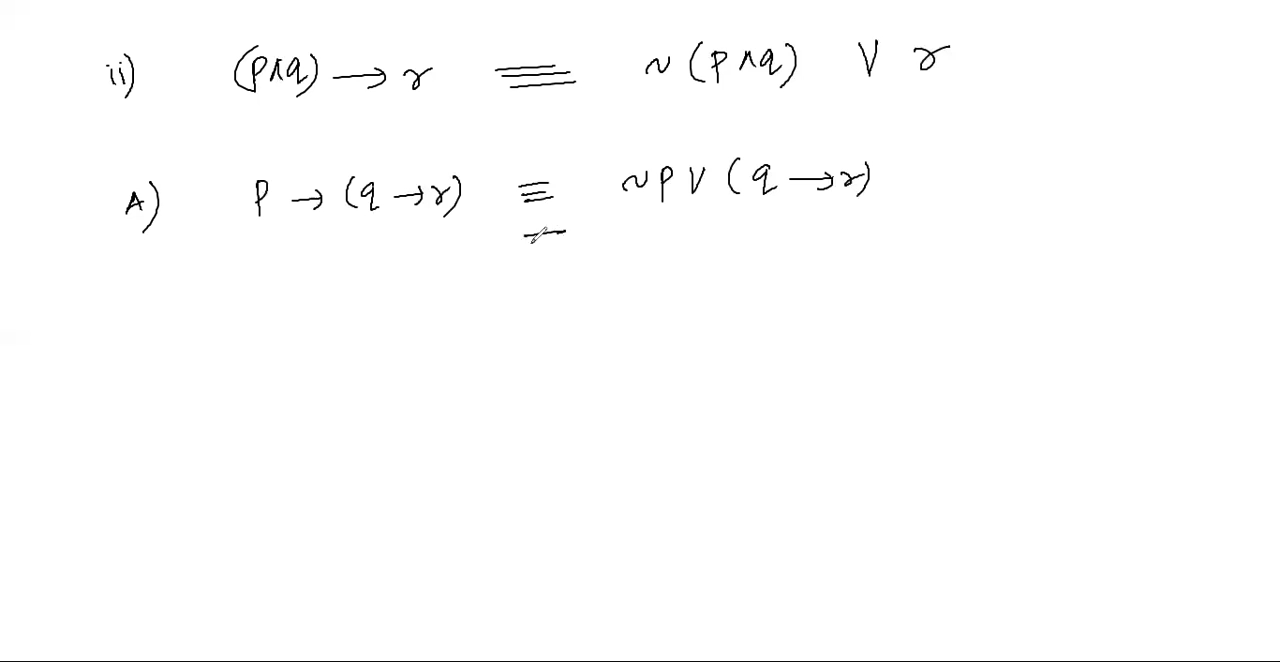 ii) (p∧q) → r ≡ ~ (p ∧q) ∨ r
A) p → (q → r) ≡ ~ p ∨ (q → r)